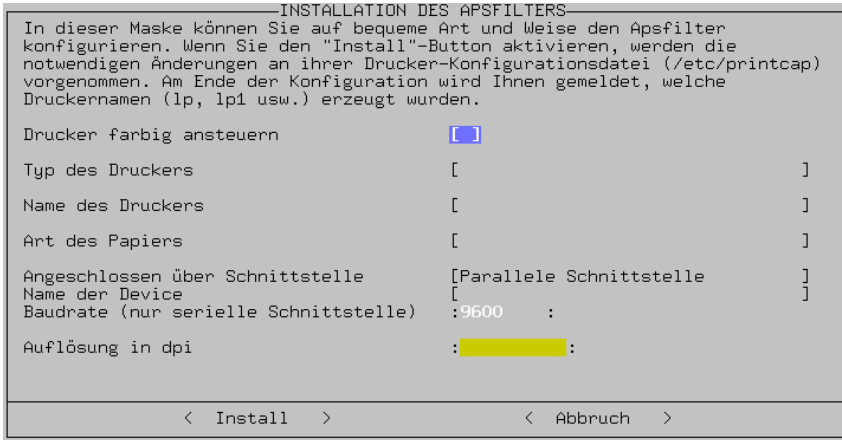 INSTALLATION DES APSFILTERS
In dieser Maske können Sie auf bequeme Art und Weise den Apsfilter
konfigurieren. Wenn Sie den "Install"-Button aktivieren, werden die
notwendigen Änderungen an ihrer Drucker-Konfigurationsdatei (/etc/printcap)
vorgenommen. Am Ende der Konfiguration wird Ihnen gemeldet, welche
Druckernamen (lp, lp1 usw.) erzeugt wurden.
Drucker farbig ansteuern [ ]
Typ des Druckers [ ]
Name des Druckers [ ]
Art des Papiers [ ]
Angeschlossen über Schnittstelle [Parallele Schnittstelle ]
Name der Device [ ]
Baudrate (nur serielle Schnittstelle) :9600 :
Auflösung in dpi : :
< Install > < Abbruch >